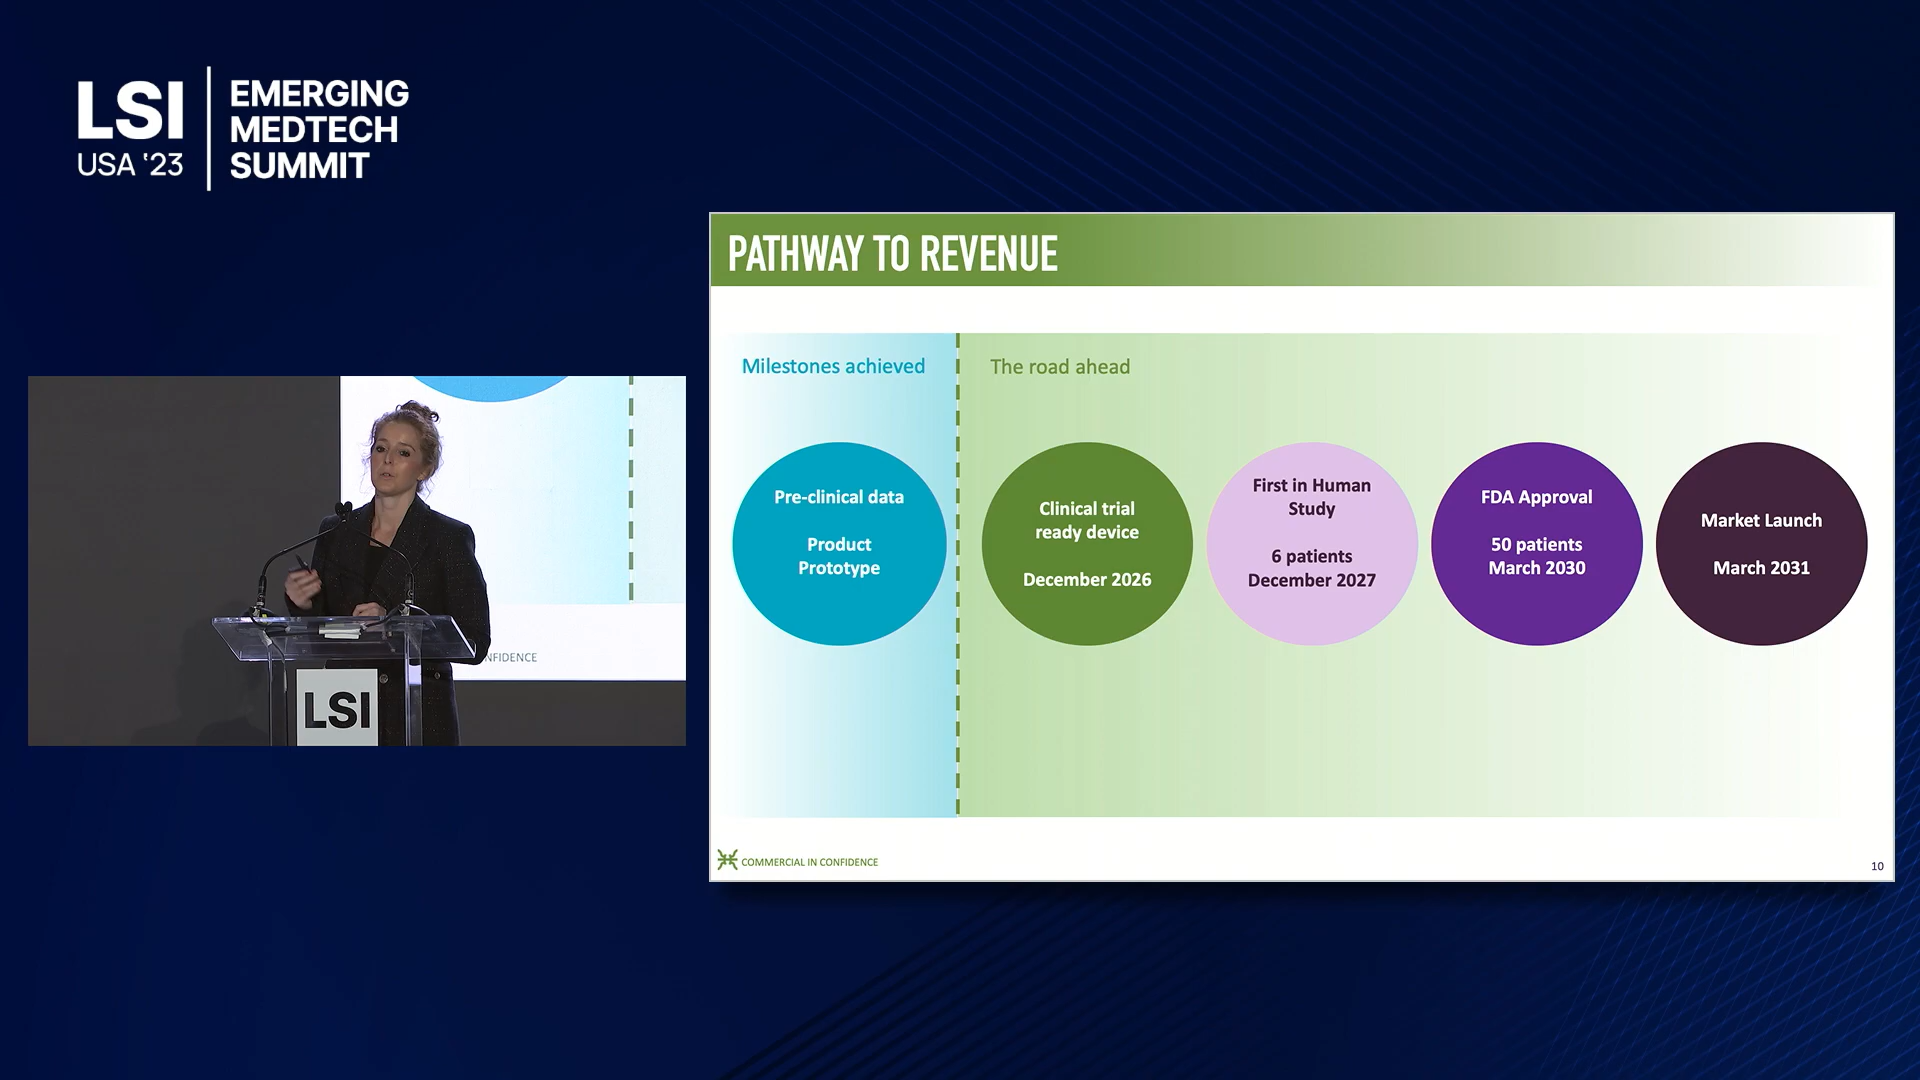 LSI
USA '23
EMERGING
MEDTECH
SUMMIT
PATHWAY TO REVENUE
Milestones achieved
The road ahead
Pre-clinical data
Product
Prototype
Clinical trial
ready device
December 2026
First in Human
Study
6 patients
December 2027
FDA Approval
50 patients
March 2030
Market Launch
March 2031
COMMERCIAL IN CONFIDENCE
10
NFIDENCE
LSI